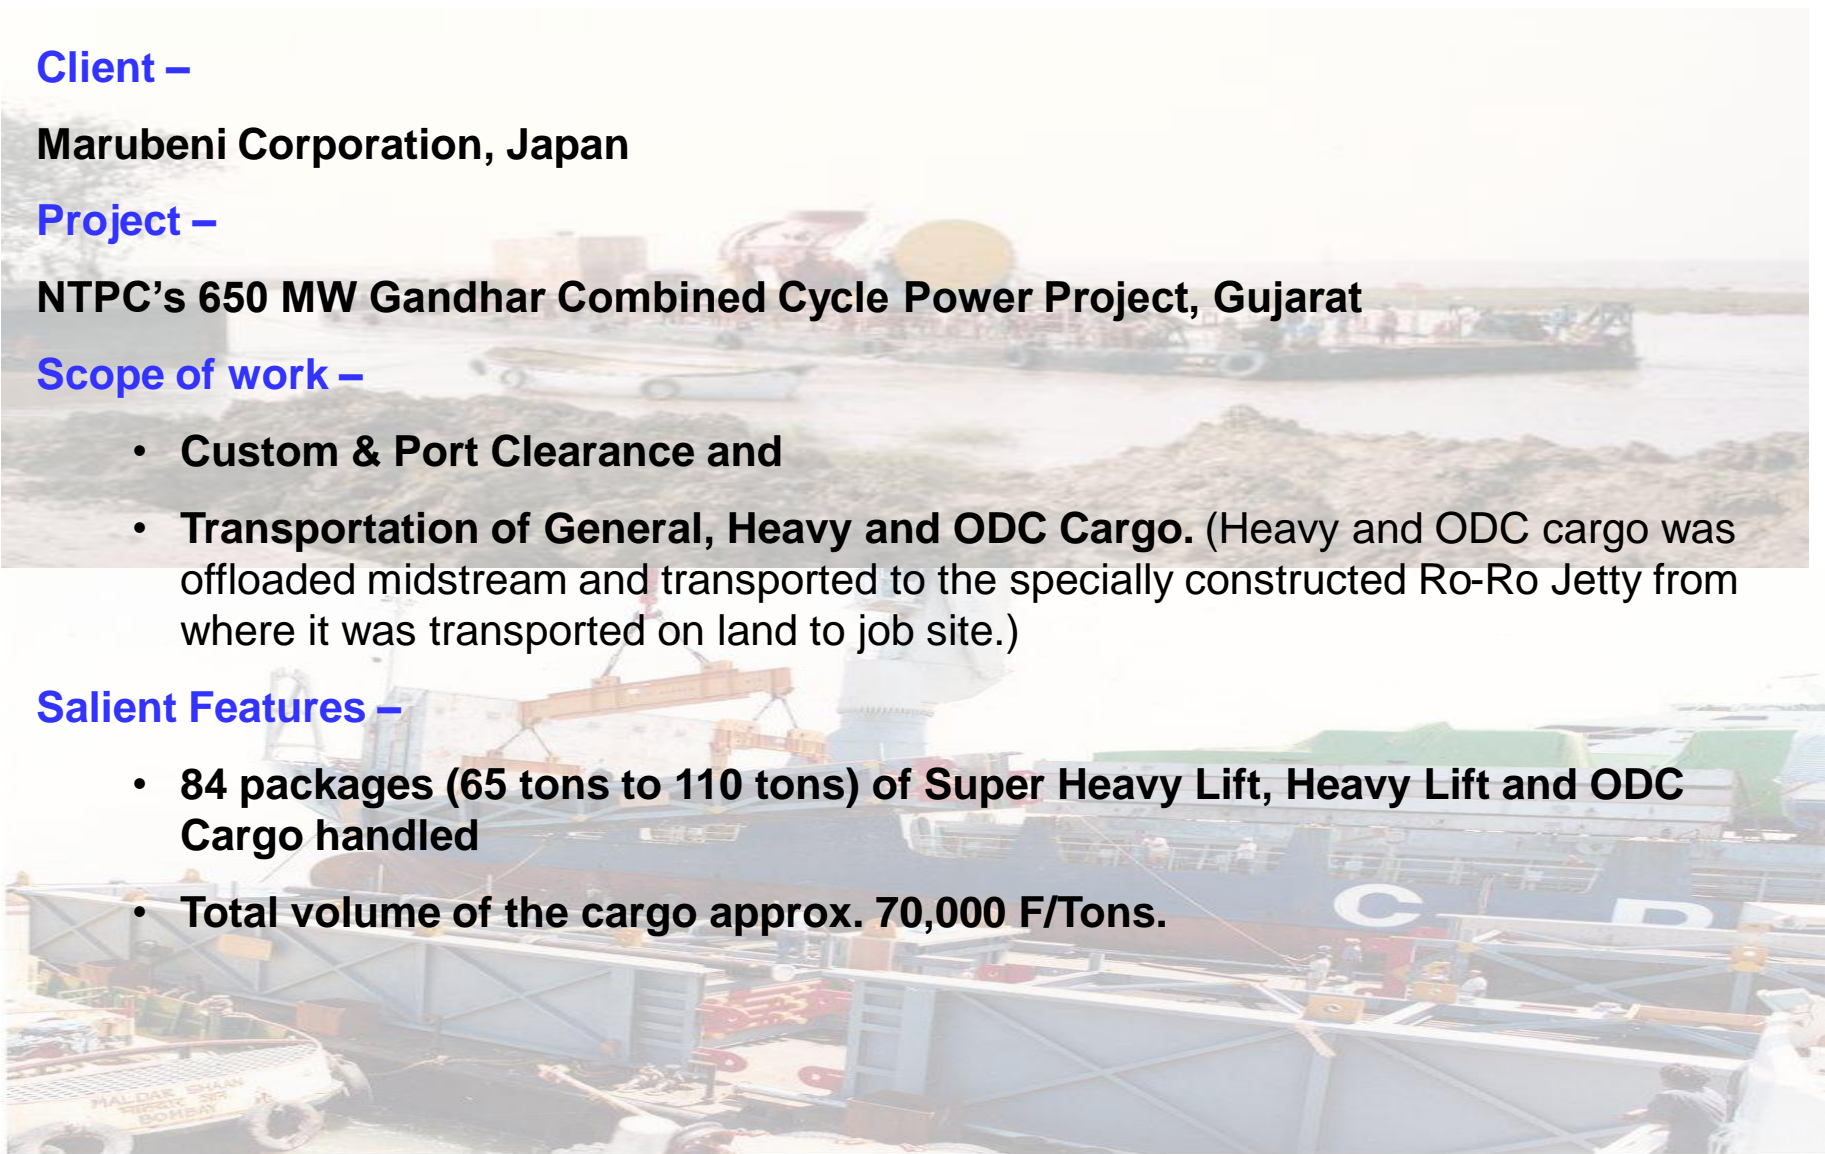 Client –
Marubeni Corporation, Japan
Project –
NTPC’s 650 MW Gandhar Combined Cycle Power Project, Gujarat
Scope of work –
• Custom & Port Clearance and
• Transportation of General, Heavy and ODC Cargo. (Heavy and ODC cargo was
offloaded midstream and transported to the specially constructed Ro-Ro Jetty from
where it was transported on land to job site.)
Salient Features –
• 84 packages (65 tons to 110 tons) of Super Heavy Lift, Heavy Lift and ODC
Cargo handled
C
• Total volume of the cargo approx. 70,000 F/Tons.
MALDAR SHAAN
BOMBAY